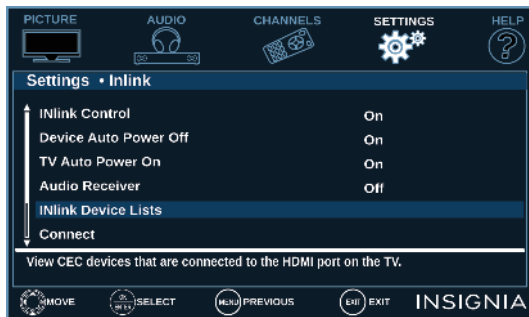 PICTURE AUDIO CHANNELS SETTINGS HELP
Settings • Inlink
INlink Control On
Device Auto Power Off On
TV Auto Power On On
Audio Receiver Off
INlink Device Lists
Connect
View CEC devices that are connected to the HDMI port on the TV.
MOVE OK ENTER SELECT MENU PREVIOUS EXIT EXIT INSIGNIA